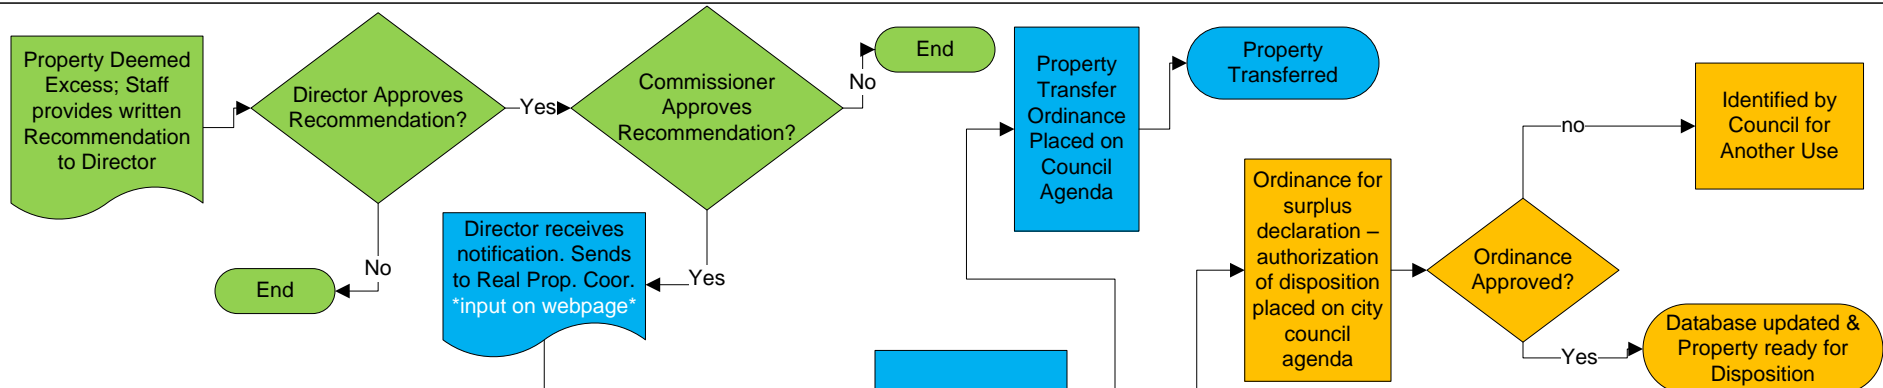 Property Deemed
Excess; Staff
provides written
Recommendation
to Director
Director Approves
Recommendation?
Yes
No
End
Commissioner
Approves
Recommendation?
No
End
Yes
Director receives
notification. Sends
to Real Prop. Coor.
*input on webpage*
Property
Transfer
Ordinance
Placed on
Council
Agenda
Property
Transferred
Ordinance for
surplus
declaration –
authorization
of disposition
placed on city
council
agenda
Ordinance
Approved?
no
Identified by
Council for
Another Use
Yes
Database updated &
Property ready for
Disposition